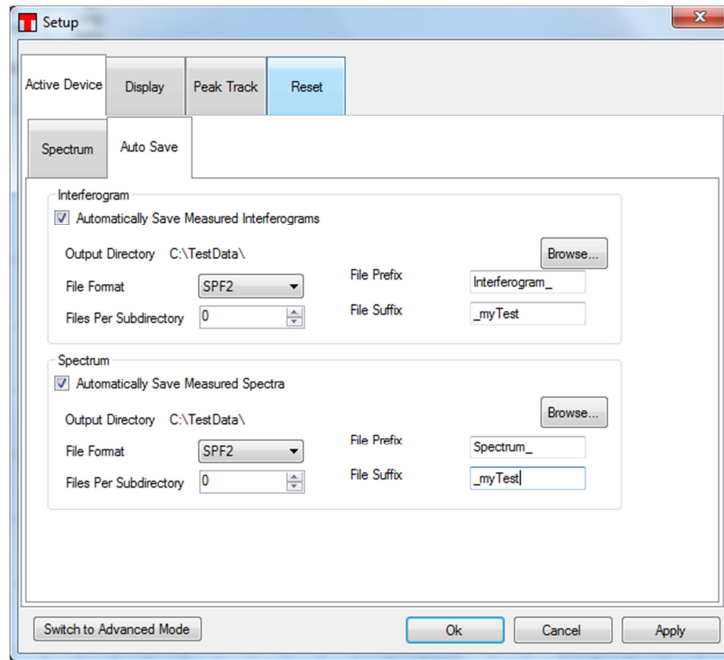 Setup
Active Device
Display
Peak Track
Reset
Spectrum
Auto Save
Interferogram
Automatically Save Measured Interferograms
Output Directory C:\TestData\
Browse...
File Format SPF2
File Prefix Interferogram_
Files Per Subdirectory 0
File Suffix _myTest
Spectrum
Automatically Save Measured Spectra
Output Directory C:\TestData\
Browse...
File Format SPF2
File Prefix Spectrum_
Files Per Subdirectory 0
File Suffix _myTest
Switch to Advanced Mode
Ok
Cancel
Apply